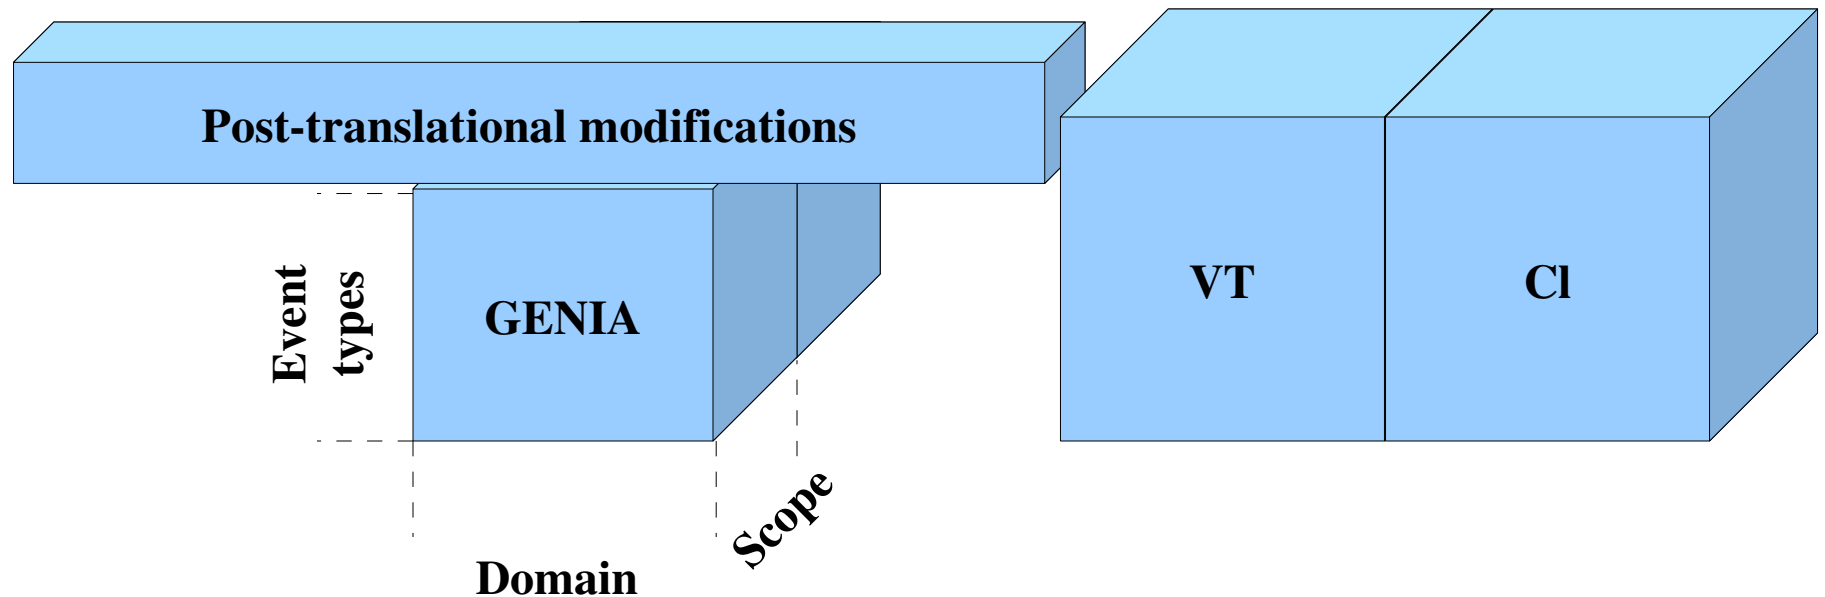 Post-translational modifications
Event
types
GENIA
VT
Cl
Scope
Domain